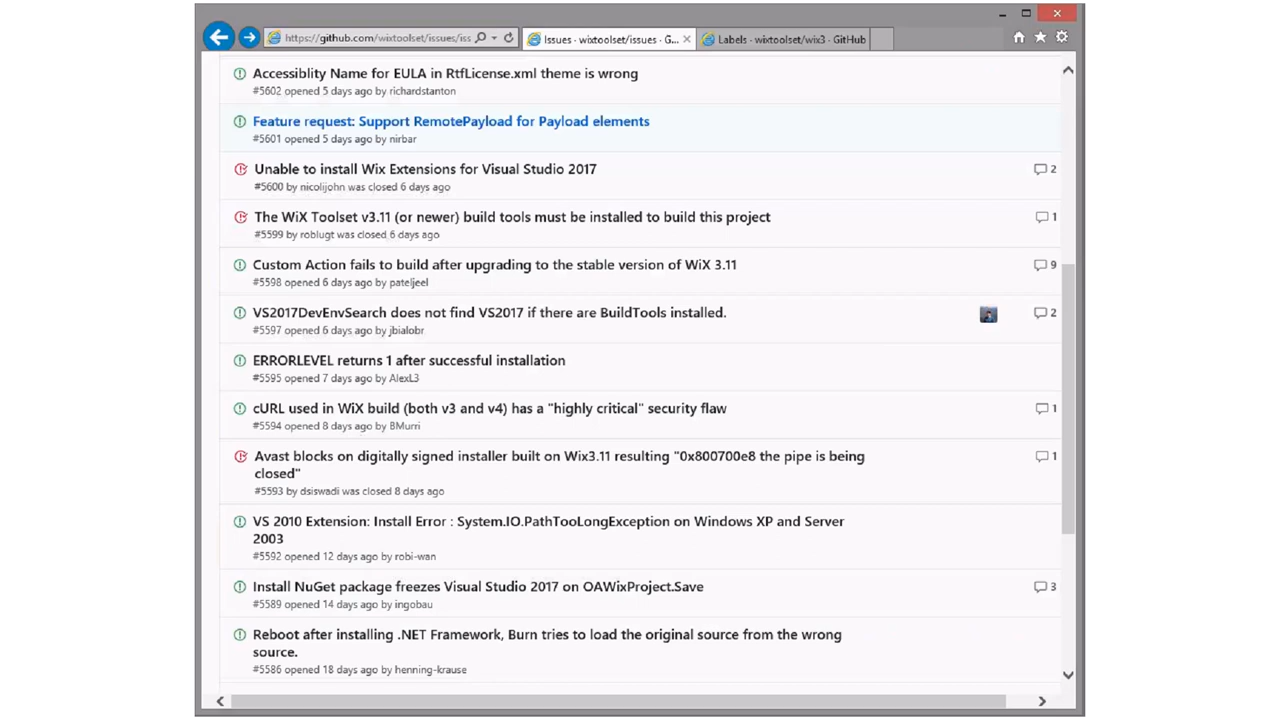 https://github.com/wixtoolset/issues/iss
Issues · wixtoolset/issues · G...
Labels · wixtoolset/wix3 · GitHub
Accessiblity Name for EULA in RtfLicense.xml theme is wrong
#5602 opened 5 days ago by richardstanton
Feature request: Support RemotePayload for Payload elements
#5601 opened 5 days ago by nirbar
Unable to install Wix Extensions for Visual Studio 2017
2
#5600 by nicolijohn was closed 6 days ago
The WiX Toolset v3.11 (or newer) build tools must be installed to build this project
1
#5599 by roblugt was closed 6 days ago
Custom Action fails to build after upgrading to the stable version of WiX 3.11
9
#5598 opened 6 days ago by pateljeel
VS2017DevEnvSearch does not find VS2017 if there are BuildTools installed.
2
#5597 opened 6 days ago by jbialobr
ERRORLEVEL returns 1 after successful installation
#5595 opened 7 days ago by AlexL3
cURL used in WiX build (both v3 and v4) has a "highly critical" security flaw
1
#5594 opened 8 days ago by BMurri
Avast blocks on digitally signed installer built on Wix3.11 resulting "0x800700e8 the pipe is being
closed"
1
#5593 by dsiswadi was closed 8 days ago
VS 2010 Extension: Install Error : System.IO.PathTooLongException on Windows XP and Server
2003
#5592 opened 12 days ago by robi-wan
Install NuGet package freezes Visual Studio 2017 on OAWixProject.Save
3
#5589 opened 14 days ago by ingobau
Reboot after installing .NET Framework, Burn tries to load the original source from the wrong
source.
#5586 opened 18 days ago by henning-krause